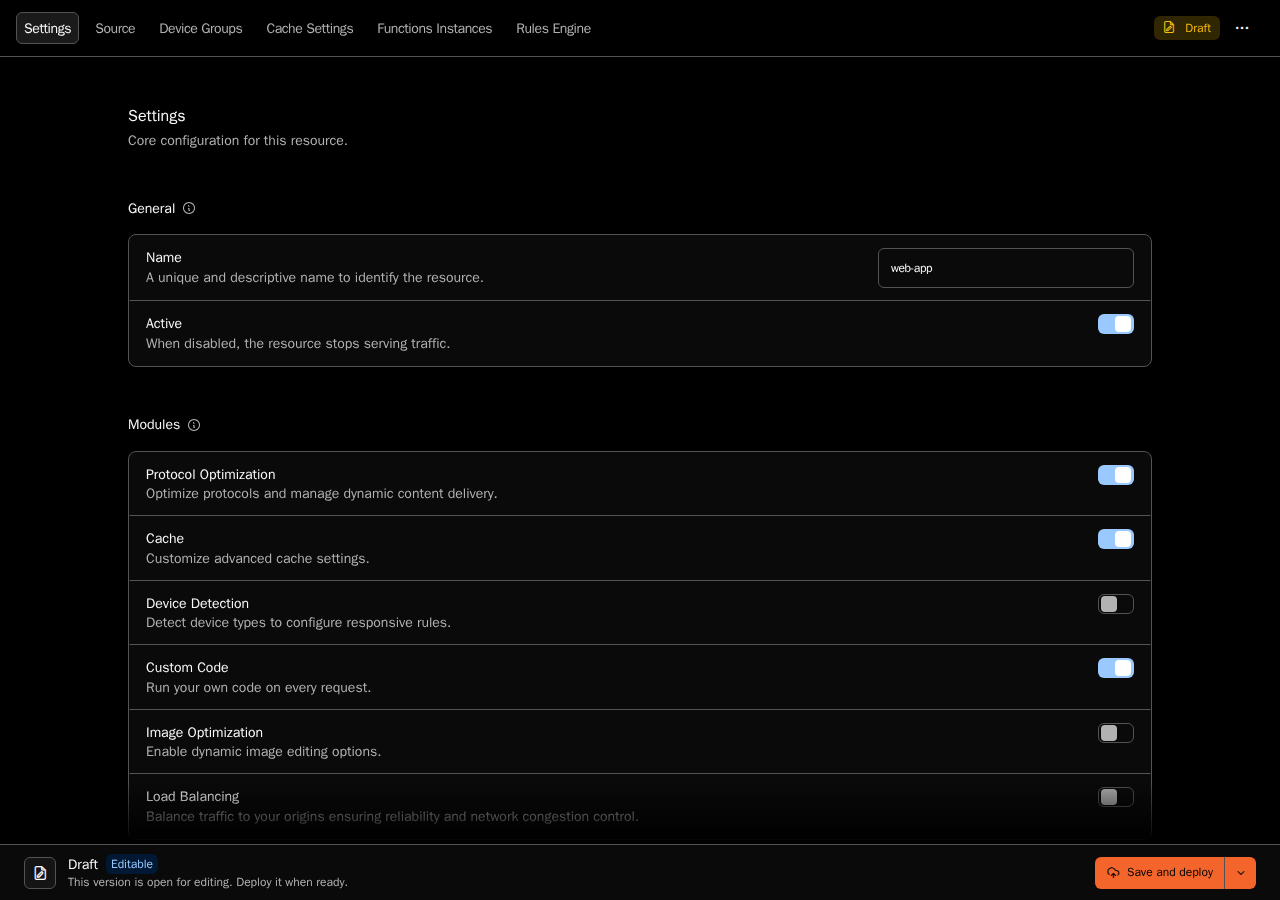 Settings
Source
Device Groups
Cache Settings
Functions Instances
Rules Engine
Draft
Settings
Core configuration for this resource.
General
Name
A unique and descriptive name to identify the resource.
web-app
Active
When disabled, the resource stops serving traffic.
Modules
Protocol Optimization
Optimize protocols and manage dynamic content delivery.
Cache
Customize advanced cache settings.
Device Detection
Detect device types to configure responsive rules.
Custom Code
Run your own code on every request.
Image Optimization
Enable dynamic image editing options.
Load Balancing
Balance traffic to your origins ensuring reliability and network congestion control.
Draft Editable
This version is open for editing. Deploy it when ready.
Save and deploy